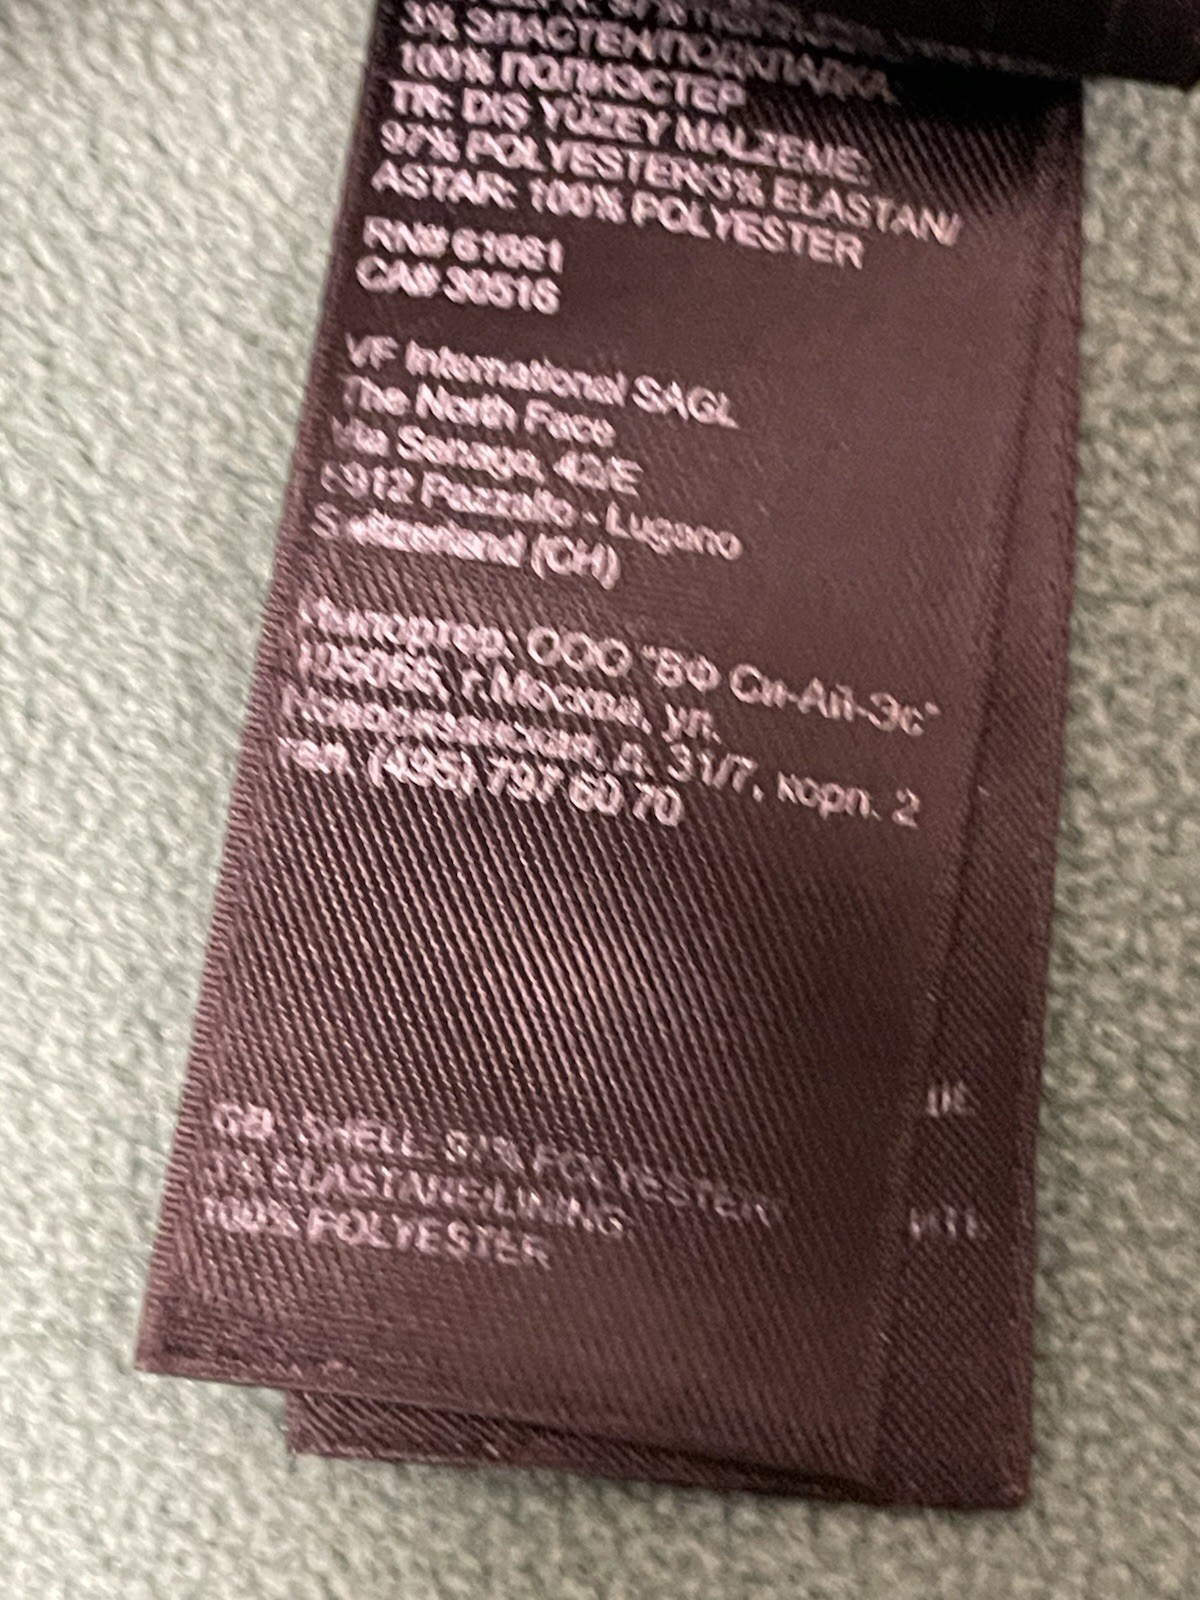 3% ЭЛАСТЕН/ПОДКЛАДКА:
100% ПОЛИЭСТЕР
TR: DIS YÜZEY MALZEME:
97% POLYESTER/3% ELASTAN/
ASTAR: 100% POLYESTER
RN# 61661
CA# 30516
VF International SAGL
The North Face
Via Senago, 42/E
6912 Pazzallo - Lugano
Switzerland (CH)
Импортер: ООО "ВФ Си-Ай-Эс"
105066, г.Москва, ул.
Новорязанская, д. 31/7, корп. 2
тел. (495) 797 60 70
GB: SHELL: 97% POLYESTER/
3% ELASTANE/LINING:
100% POLYESTER